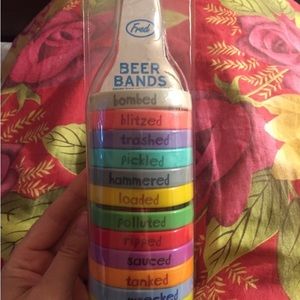 Fred
BEER
BANDS
bombed
blitzed
trashed
pickled
hammered
loaded
polluted
ripped
sauced
tanked